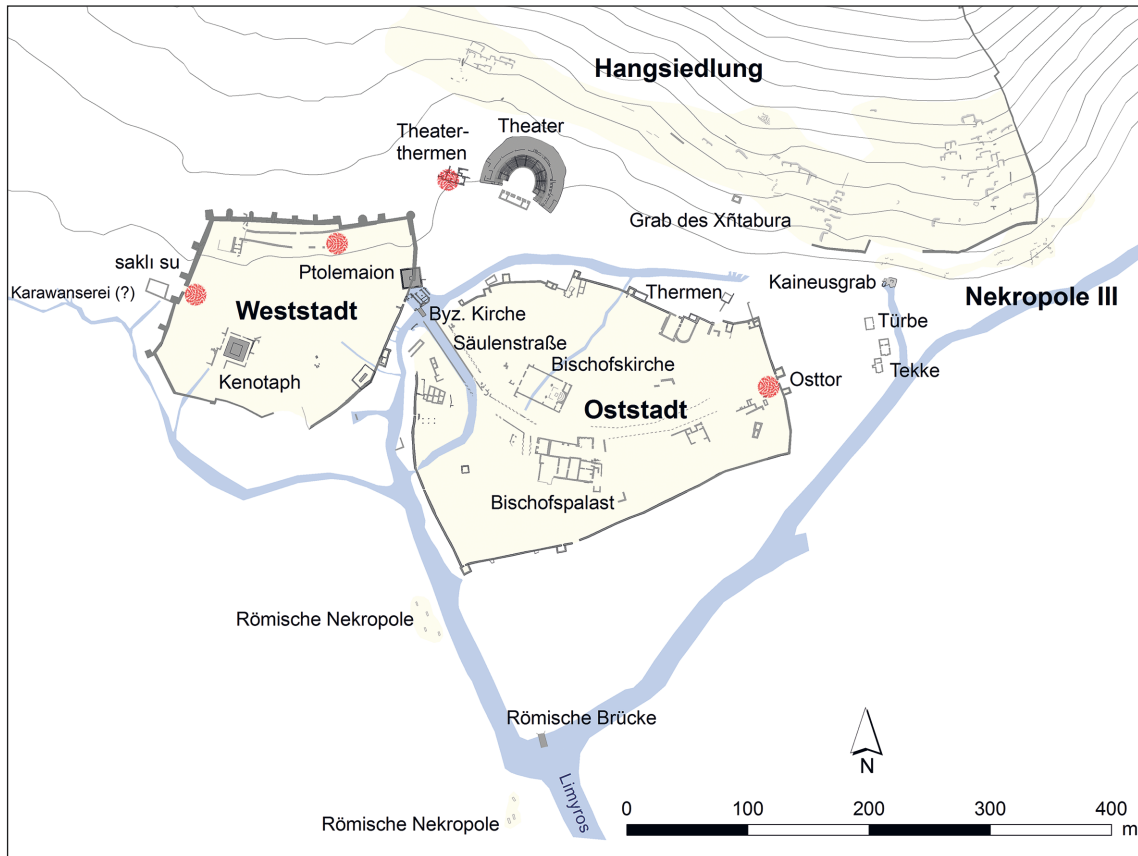 Hangsiedlung
Theater-
thermen
Theater
Grab des Xñtabura
saklı su
Ptolemaion
Karawanserei (?)
Weststadt
Kaineusgrab
Nekropole III
Thermen
Byz. Kirche
Säulenstraße
Türbe
Bischofskirche
Tekke
Kenotaph
Oststadt
Osttor
Bischofspalast
Römische Nekropole
Römische Brücke
Limyros
N
Römische Nekropole
0 100 200 300 400
m